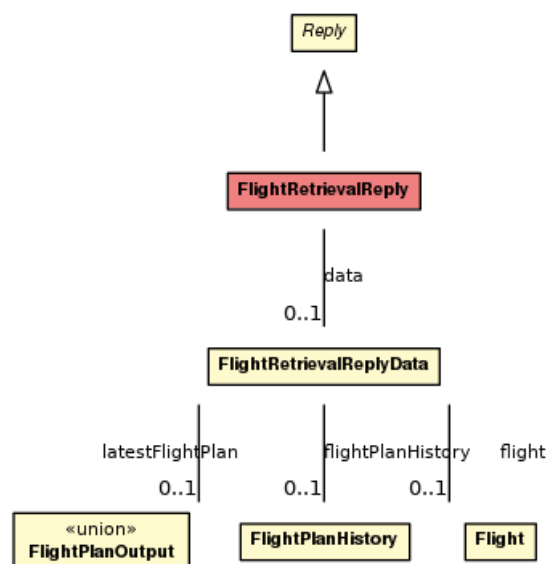 Reply
FlightRetrievalReply
data
0..1
FlightRetrievalReplyData
latestFlightPlan flightPlanHistory flight
0..1 0..1 0..1
«union»
FlightPlanOutput FlightPlanHistory Flight